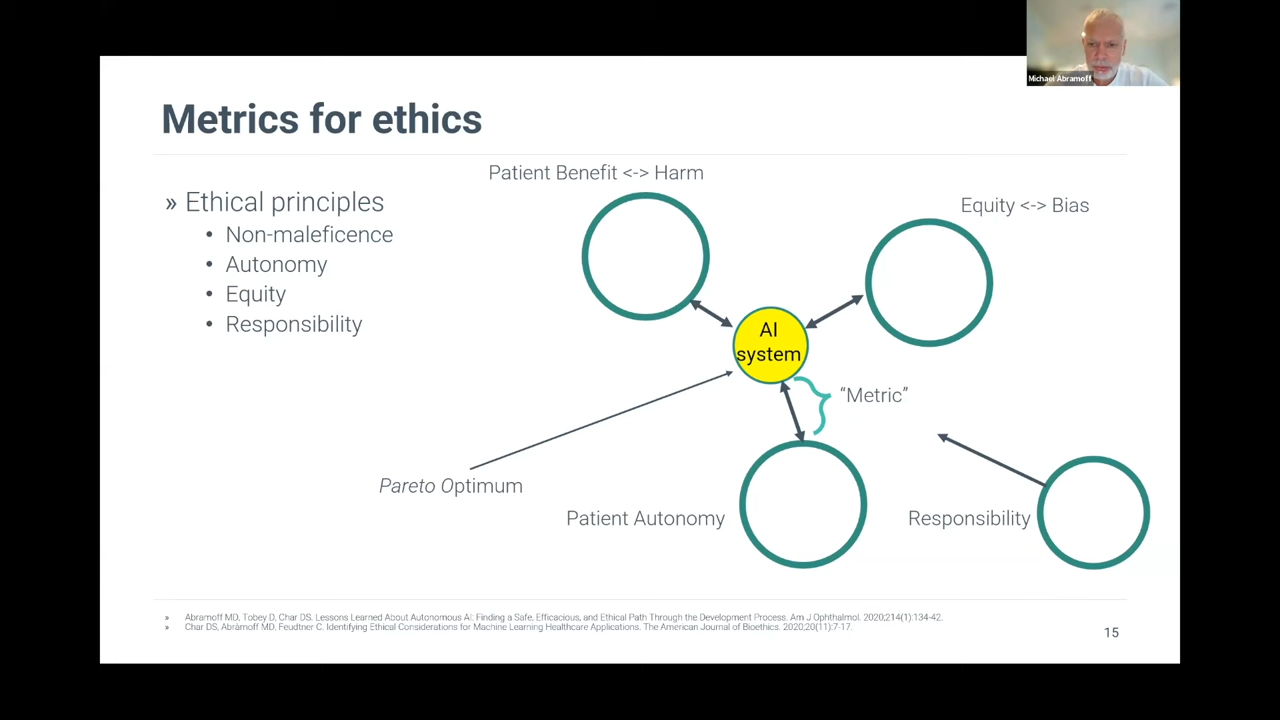 Michael Abramoff
Metrics for ethics
» Ethical principles
• Non-maleficence
• Autonomy
• Equity
• Responsibility
Patient Benefit <-> Harm
Equity <-> Bias
AI
system
"Metric"
Pareto Optimum
Patient Autonomy
Responsibility
» Abramoff MD, Tobey D, Char DS. Lessons Learned About Autonomous AI: Finding a Safe, Efficacious, and Ethical Path Through the Development Process. Am J Ophthalmol. 2020;214(1):134-42.
» Char DS, Abràmoff MD, Feudtner C. Identifying Ethical Considerations for Machine Learning Healthcare Applications. The American Journal of Bioethics. 2020;20(11):7-17.
15